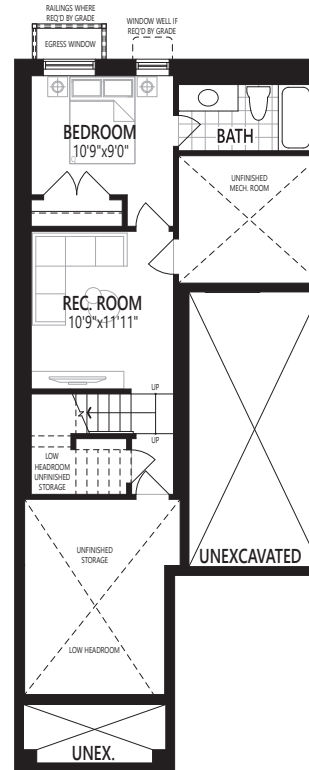 RAILINGS WHERE
REQ'D BY GRADE
WINDOW WELL IF
REQ'D BY GRADE
EGRESS WINDOW
BEDROOM
10'9"x9'0"
BATH
UNFINISHED
MECH. ROOM
REC. ROOM
10'9"x11'11"
UP
UP
LOW
HEADROOM
UNFINISHED
STORAGE
UNFINISHED
STORAGE
UNEXCAVATED
LOW HEADROOM
UNEX.